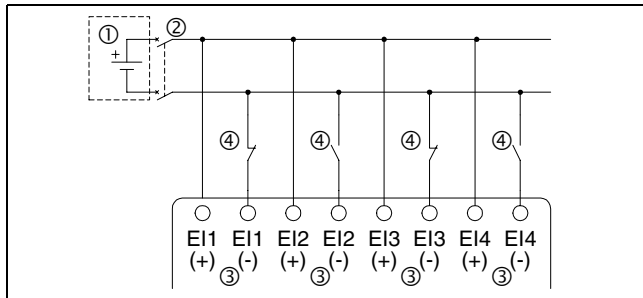 ① ②
+
④ ④ ④ ④
EI1 EI1 EI2 EI2 EI3 EI3 EI4 EI4
(+) ③ (-) (+) ③ (-) (+) ③ (-) (+) ③ (-)